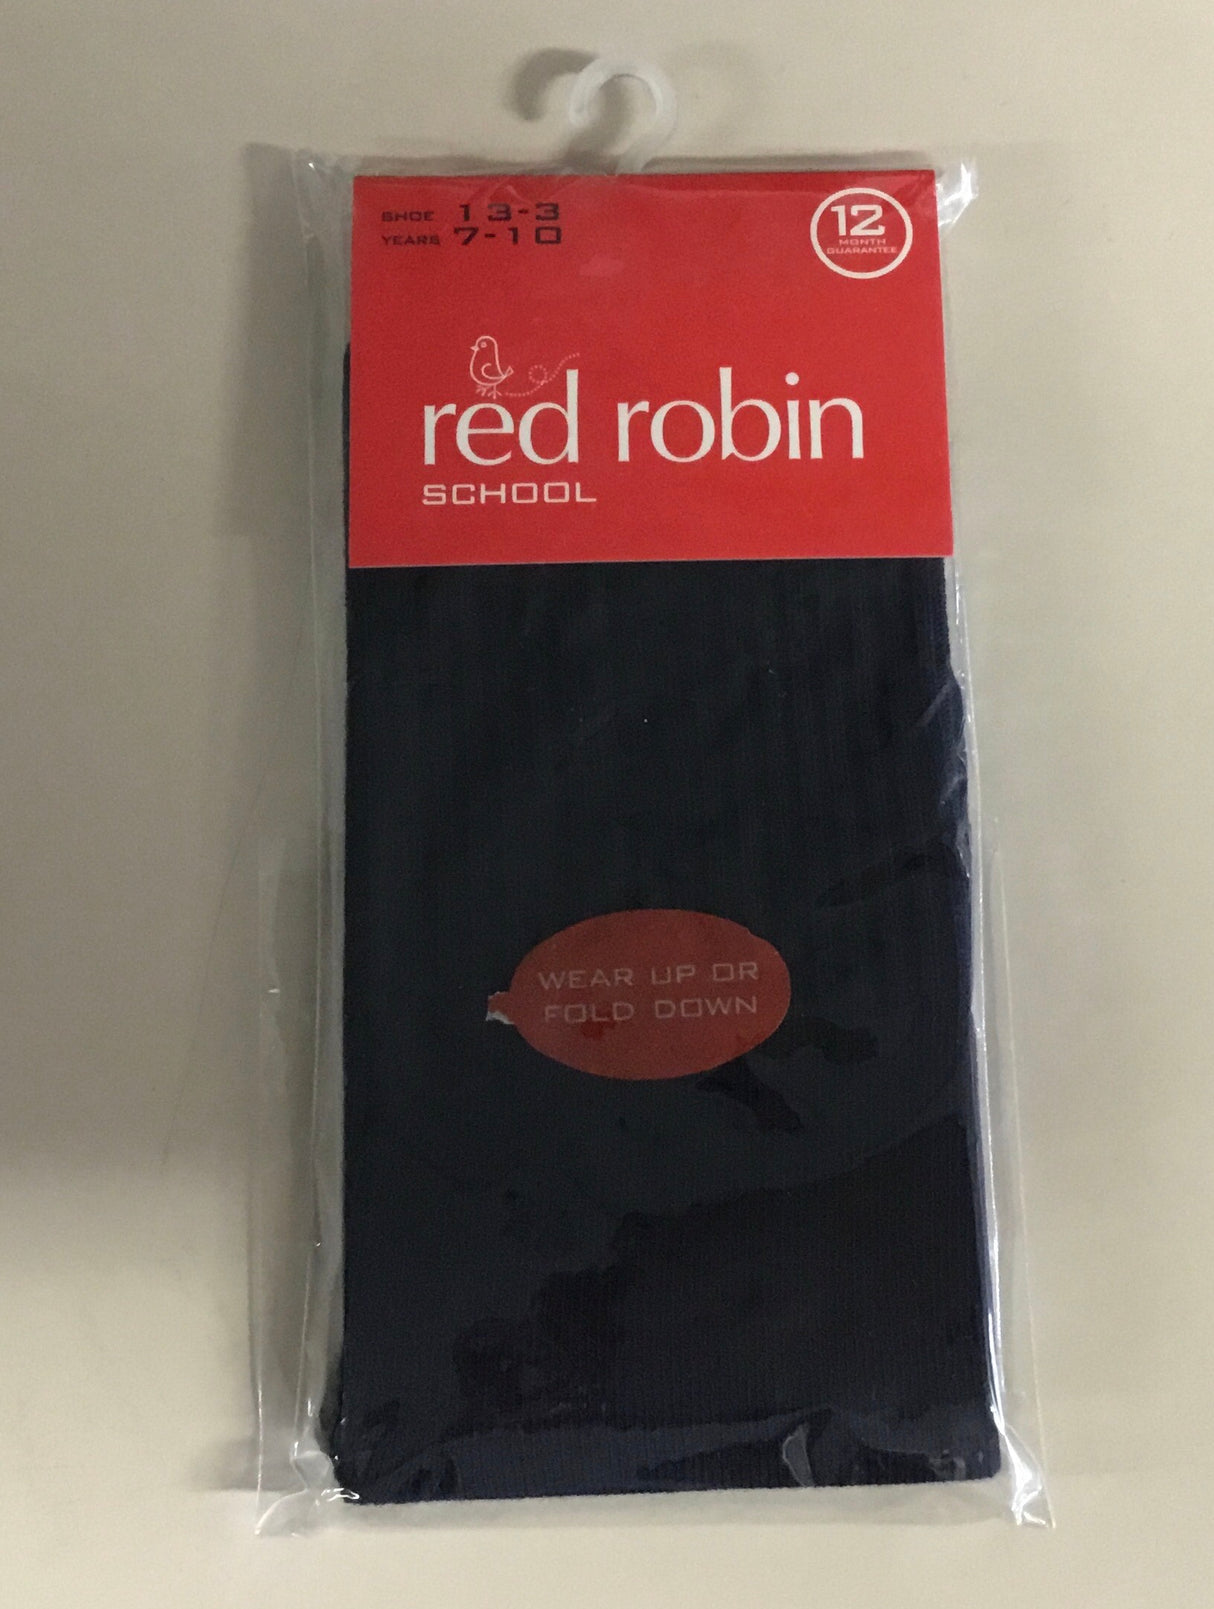 SHOE 13-3
YEARS 7-10
12
MONTH
GUARANTEE
red robin
SCHOOL
WEAR UP OR
FOLD DOWN